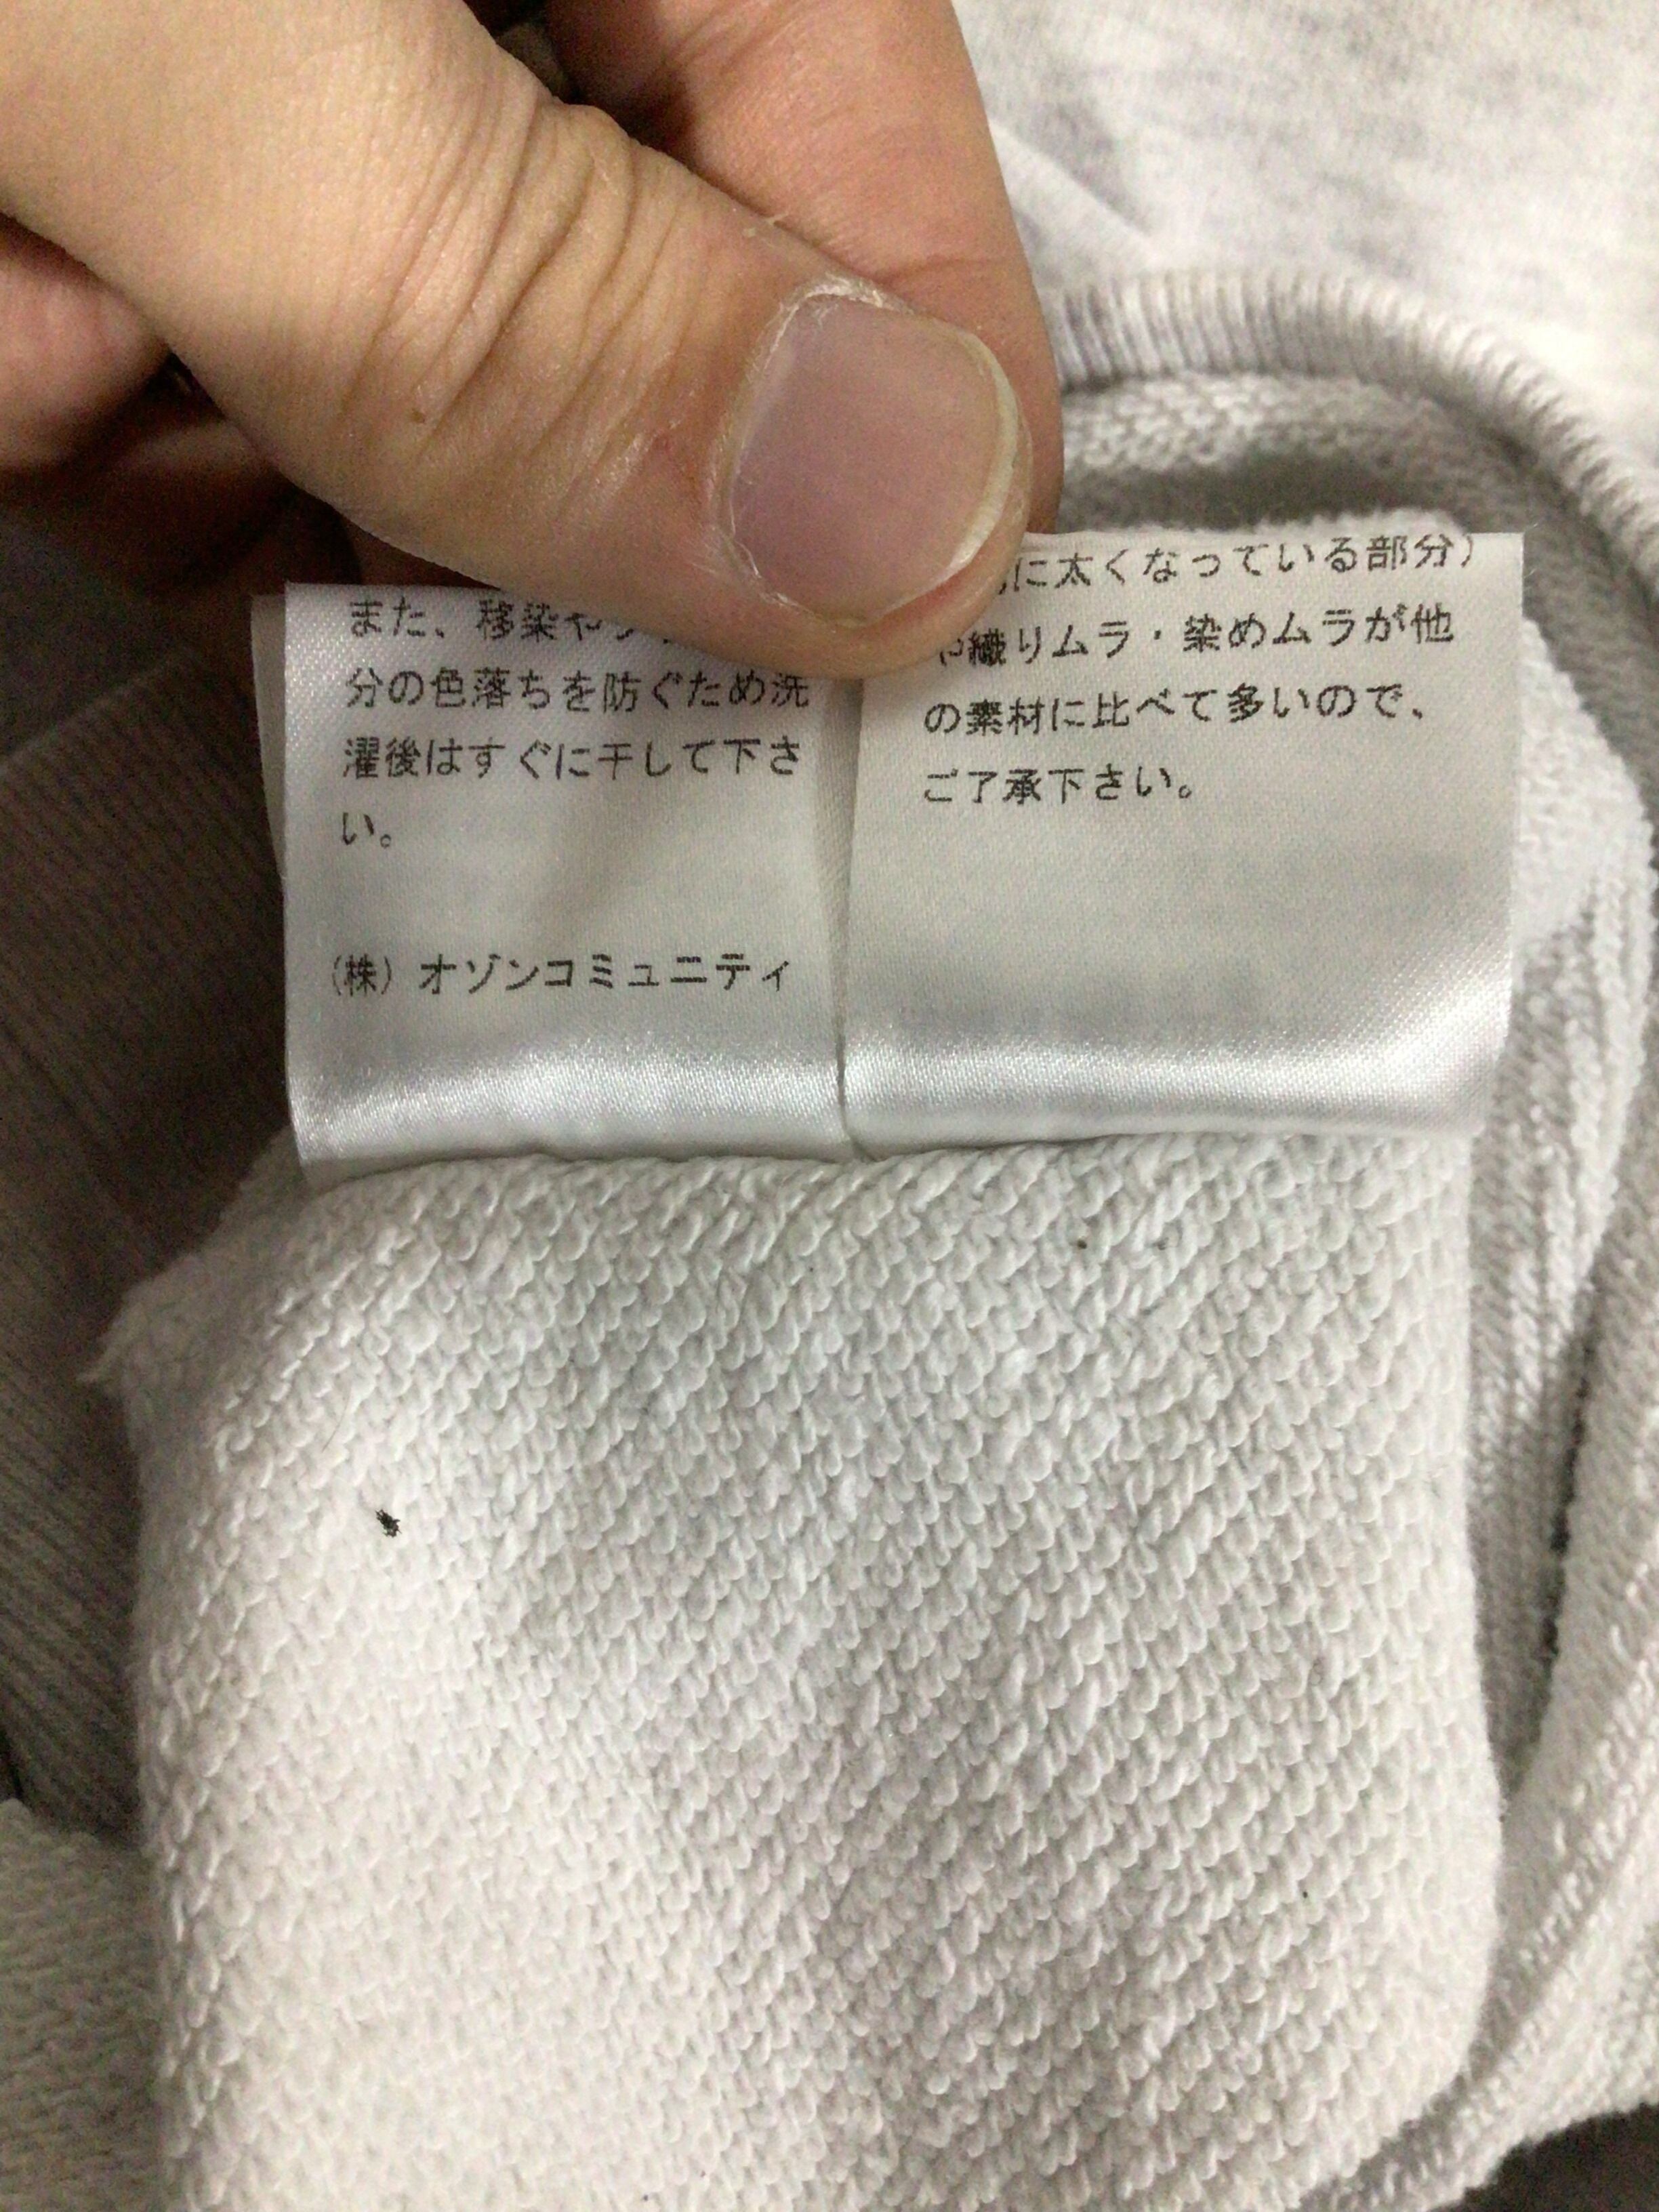 また、移染や
分の色落ちを防ぐため洗
濯後はすぐに干して下さ
い。
(株) オゾンコミュニティ
に太くなっている部分)
や織りムラ・染めムラが他
の素材に比べて多いので、
ご了承下さい。